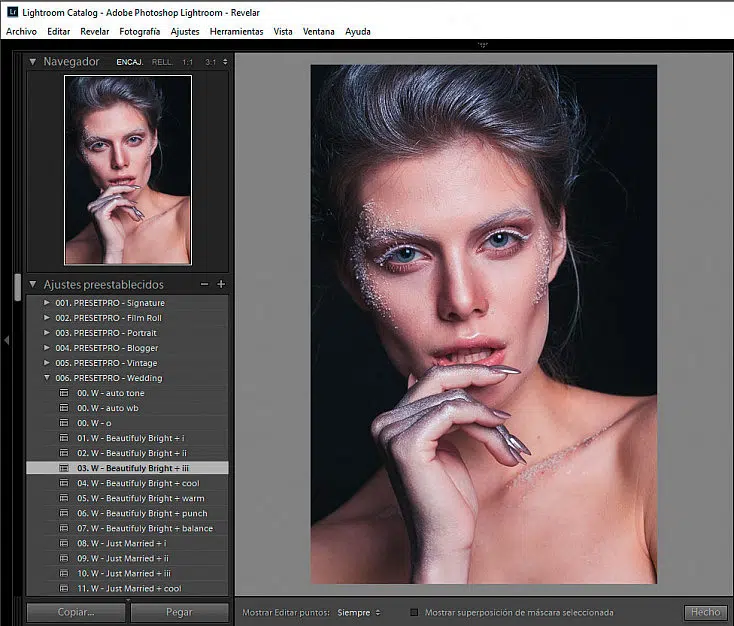 Lr Lightroom Catalog - Adobe Photoshop Lightroom - Revelar
Archivo Editar Revelar Fotografía Ajustes Herramientas Vista Ventana Ayuda
Navegador ENCAJ. RELL. 1:1 3:1
Ajustes preestablecidos
001. PRESETPRO - Signature
002. PRESETPRO - Film Roll
003. PRESETPRO - Portrait
004. PRESETPRO - Blogger
005. PRESETPRO - Vintage
006. PRESETPRO - Wedding
00. W - auto tone
00. W - auto wb
00. W - o
01. W - Beautifuly Bright + i
02. W - Beautifuly Bright + ii
03. W - Beautifuly Bright + iii
04. W - Beautifuly Bright + cool
05. W - Beautifuly Bright + warm
06. W - Beautifuly Bright + punch
07. W - Beautifuly Bright + balance
08. W - Just Married + i
09. W - Just Married + ii
10. W - Just Married + iii
11. W - Just Married + cool
Copiar... Pegar
Mostrar Editar puntos: Siempre Mostrar superposición de máscara seleccionada Hecho